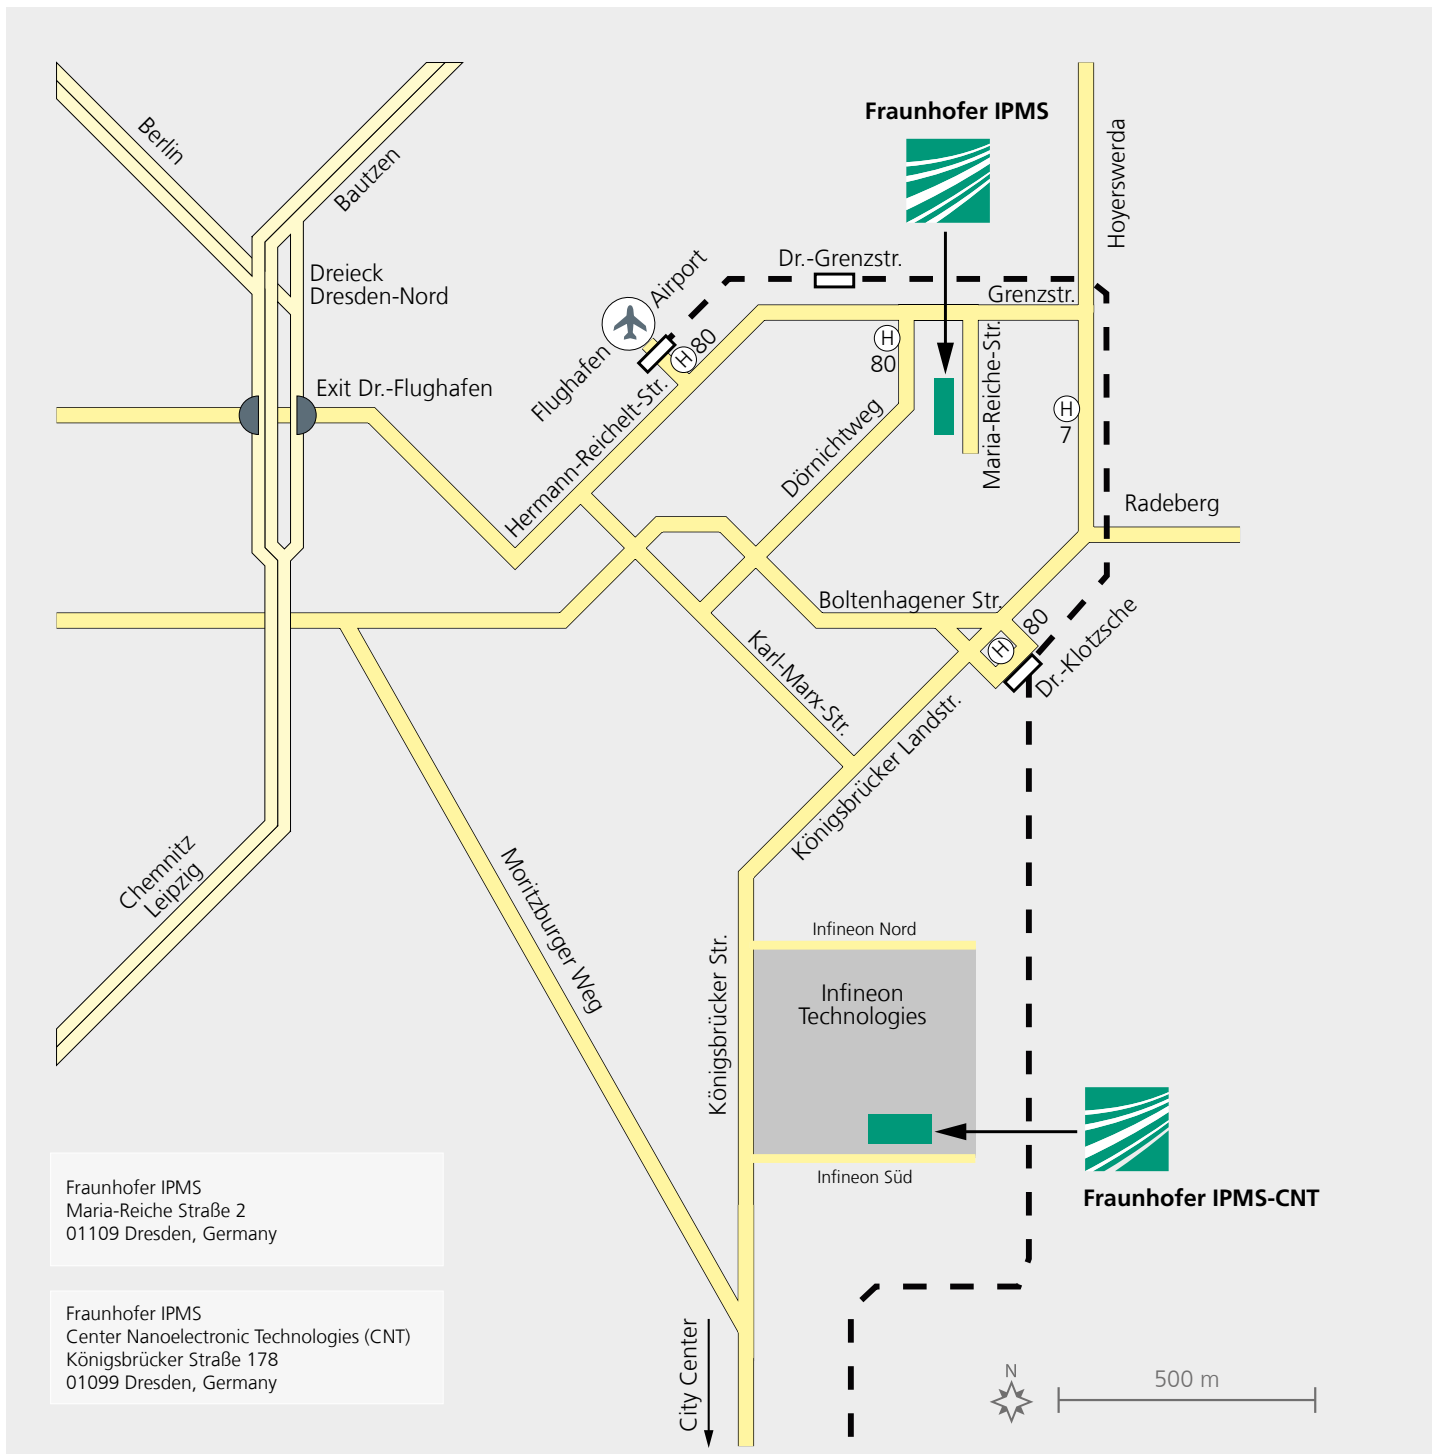 Fraunhofer IPMS
Berlin
Bautzen
Hoyerswerda
Dreieck
Dresden-Nord
Airport
Flughafen
Dr.-Grenzstr.
Grenzstr.
H
80
H
80
Maria-Reiche-Str.
Exit Dr.-Flughafen
Hermann-Reichelt-Str.
Dörnichtweg
H
7
Radeberg
Boltenhagener Str.
80
H
Dr.-Klotzsche
Karl-Marx-Str.
Königsbrücker Landstr.
Chemnitz
Leipzig
Moritzburger Weg
Königsbrücker Str.
Infineon Nord
Infineon
Technologies
Infineon Süd
Fraunhofer IPMS-CNT
Fraunhofer IPMS
Maria-Reiche Straße 2
01109 Dresden, Germany
Fraunhofer IPMS
Center Nanoelectronic Technologies (CNT)
Königsbrücker Straße 178
01099 Dresden, Germany
City Center
N
500 m